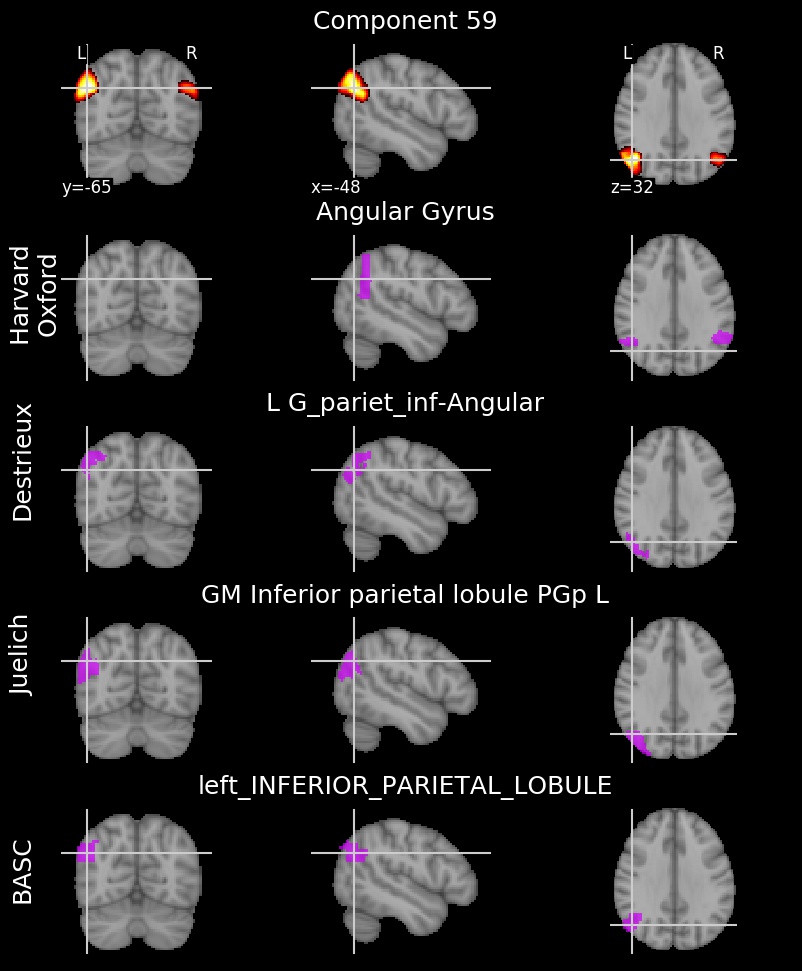 Component 59
L R
L R
y=-65 x=-48 z=32
Angular Gyrus
Harvard
Oxford
L G_pariet_inf-Angular
Destrieux
GM Inferior parietal lobule PGp L
Juelich
left_INFERIOR_PARIETAL_LOBULE
BASC